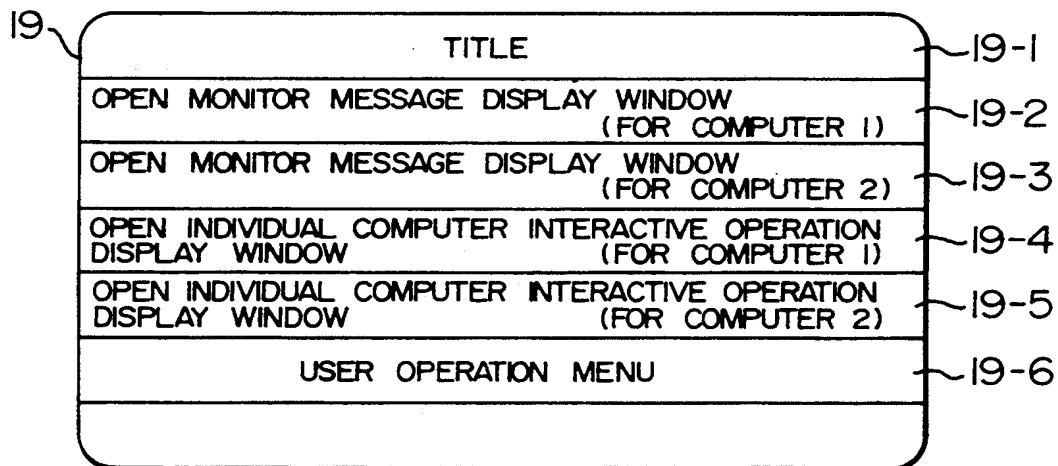 19
TITLE
19-1
OPEN MONITOR MESSAGE DISPLAY WINDOW
(FOR COMPUTER 1)
19-2
OPEN MONITOR MESSAGE DISPLAY WINDOW
(FOR COMPUTER 2)
19-3
OPEN INDIVIDUAL COMPUTER INTERACTIVE OPERATION
DISPLAY WINDOW (FOR COMPUTER 1)
19-4
OPEN INDIVIDUAL COMPUTER INTERACTIVE OPERATION
DISPLAY WINDOW (FOR COMPUTER 2)
19-5
USER OPERATION MENU
19-6